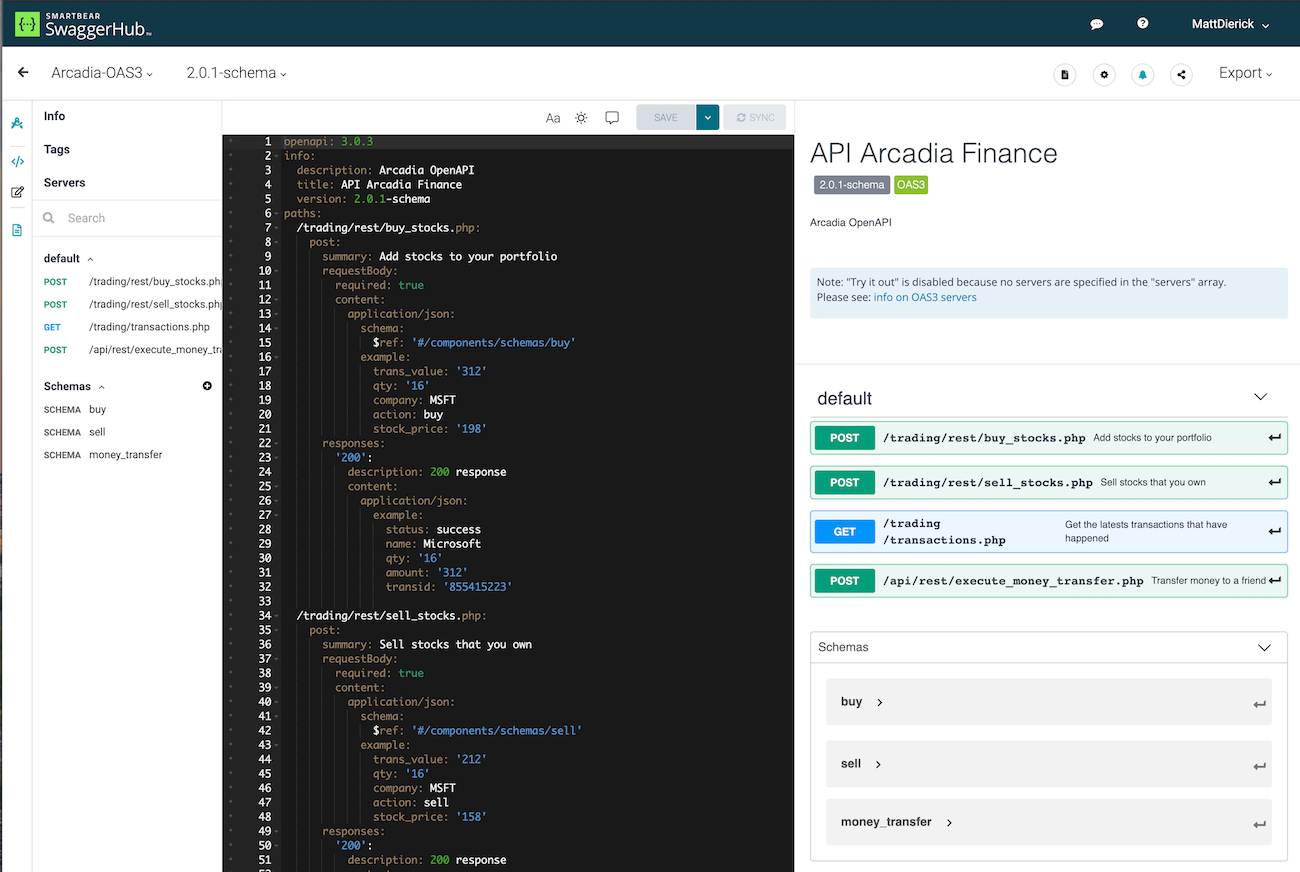 SMARTBEAR
SwaggerHub™
MattDierick
Arcadia-OAS3
2.0.1-schema
Export
Info
Tags
Servers
Search
default
POST /trading/rest/buy_stocks.ph
POST /trading/rest/sell_stocks.ph
GET /trading/transactions.php
POST /api/rest/execute_money_tr
Schemas
SCHEMA buy
SCHEMA sell
SCHEMA money_transfer
Aa
SAVE
SYNC
1 openapi: 3.0.3
2 info:
3 description: Arcadia OpenAPI
4 title: API Arcadia Finance
5 version: 2.0.1-schema
6 paths:
7 /trading/rest/buy_stocks.php:
8 post:
9 summary: Add stocks to your portfolio
10 requestBody:
11 required: true
12 content:
13 application/json:
14 schema:
15 $ref: '#/components/schemas/buy'
16 example:
17 trans_value: '312'
18 qty: '16'
19 company: MSFT
20 action: buy
21 stock_price: '198'
22 responses:
23 '200':
24 description: 200 response
25 content:
26 application/json:
27 example:
28 status: success
29 name: Microsoft
30 qty: '16'
31 amount: '312'
32 transid: '855415223'
33
34 /trading/rest/sell_stocks.php:
35 post:
36 summary: Sell stocks that you own
37 requestBody:
38 required: true
39 content:
40 application/json:
41 schema:
42 $ref: '#/components/schemas/sell'
43 example:
44 trans_value: '212'
45 qty: '16'
46 company: MSFT
47 action: sell
48 stock_price: '158'
49 responses:
50 '200':
51 description: 200 response
API Arcadia Finance
2.0.1-schema OAS3
Arcadia OpenAPI
Note: "Try it out" is disabled because no servers are specified in the "servers" array.
Please see: info on OAS3 servers
default
POST /trading/rest/buy_stocks.php Add stocks to your portfolio
POST /trading/rest/sell_stocks.php Sell stocks that you own
GET /trading
/transactions.php
Get the latests transactions that have
happened
POST /api/rest/execute_money_transfer.php Transfer money to a friend
Schemas
buy
sell
money_transfer